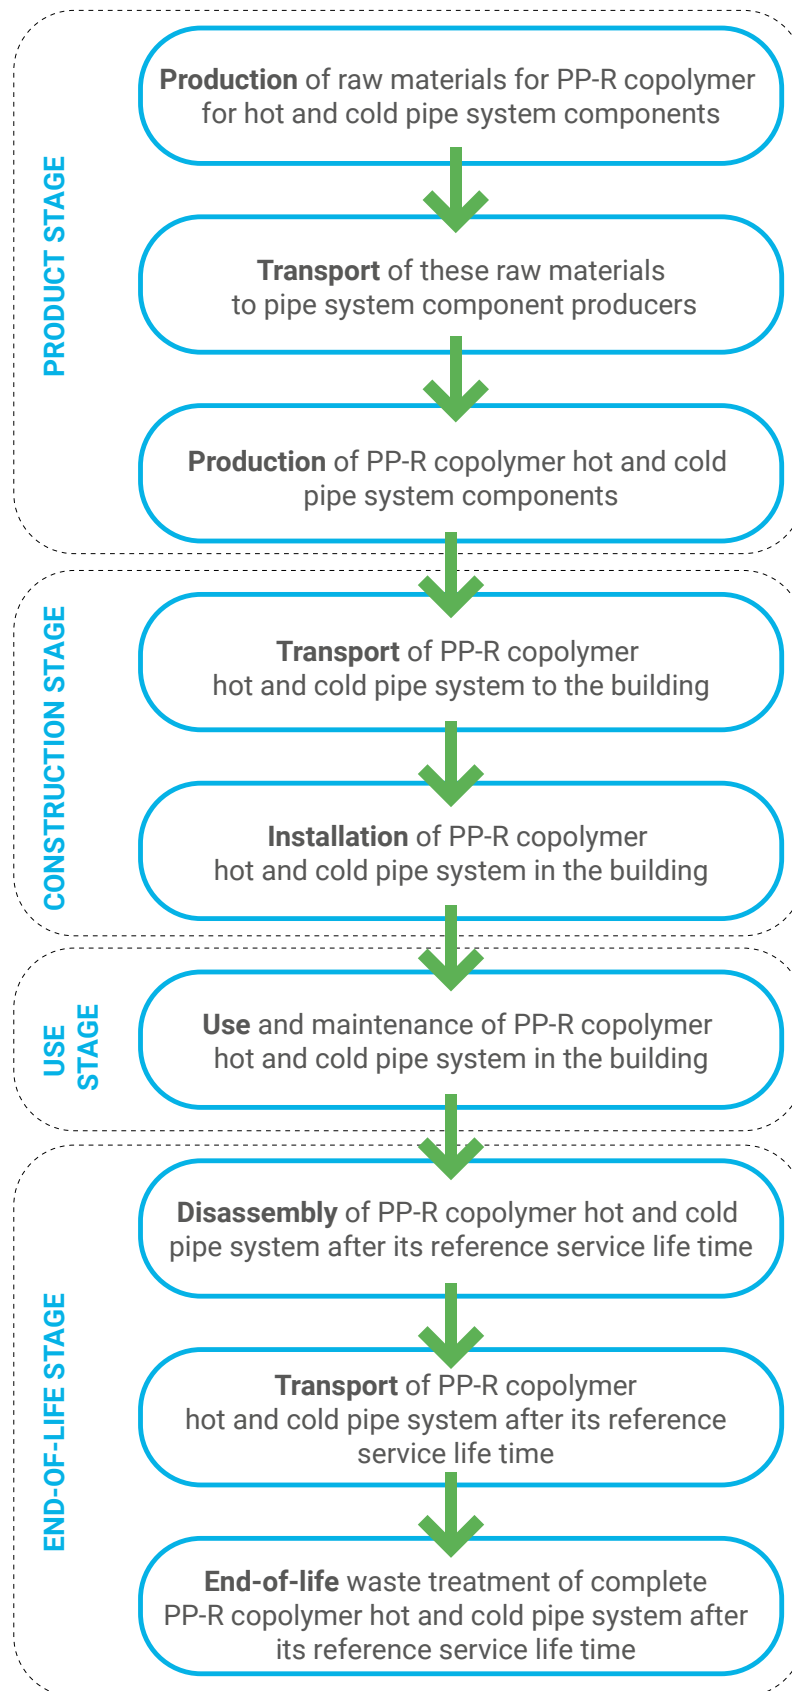 PRODUCT STAGE
Production of raw materials for PP-R copolymer
for hot and cold pipe system components
Transport of these raw materials
to pipe system component producers
Production of PP-R copolymer hot and cold
pipe system components
CONSTRUCTION STAGE
Transport of PP-R copolymer
hot and cold pipe system to the building
Installation of PP-R copolymer
hot and cold pipe system in the building
USE
STAGE
Use and maintenance of PP-R copolymer
hot and cold pipe system in the building
END-OF-LIFE STAGE
Disassembly of PP-R copolymer hot and cold
pipe system after its reference service life time
Transport of PP-R copolymer
hot and cold pipe system after its reference
service life time
End-of-life waste treatment of complete
PP-R copolymer hot and cold pipe system after
its reference service life time